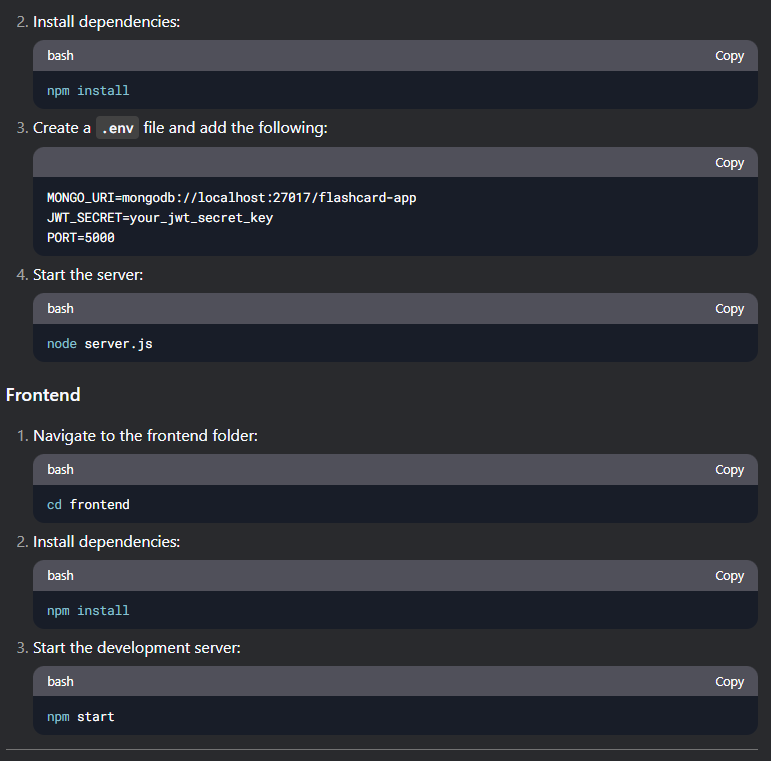 2. Install dependencies:
bash Copy
npm install
3. Create a .env file and add the following:
Copy
MONGO_URI=mongodb://localhost:27017/flashcard-app
JWT_SECRET=your_jwt_secret_key
PORT=5000
4. Start the server:
bash Copy
node server.js
Frontend
1. Navigate to the frontend folder:
bash Copy
cd frontend
2. Install dependencies:
bash Copy
npm install
3. Start the development server:
bash Copy
npm start